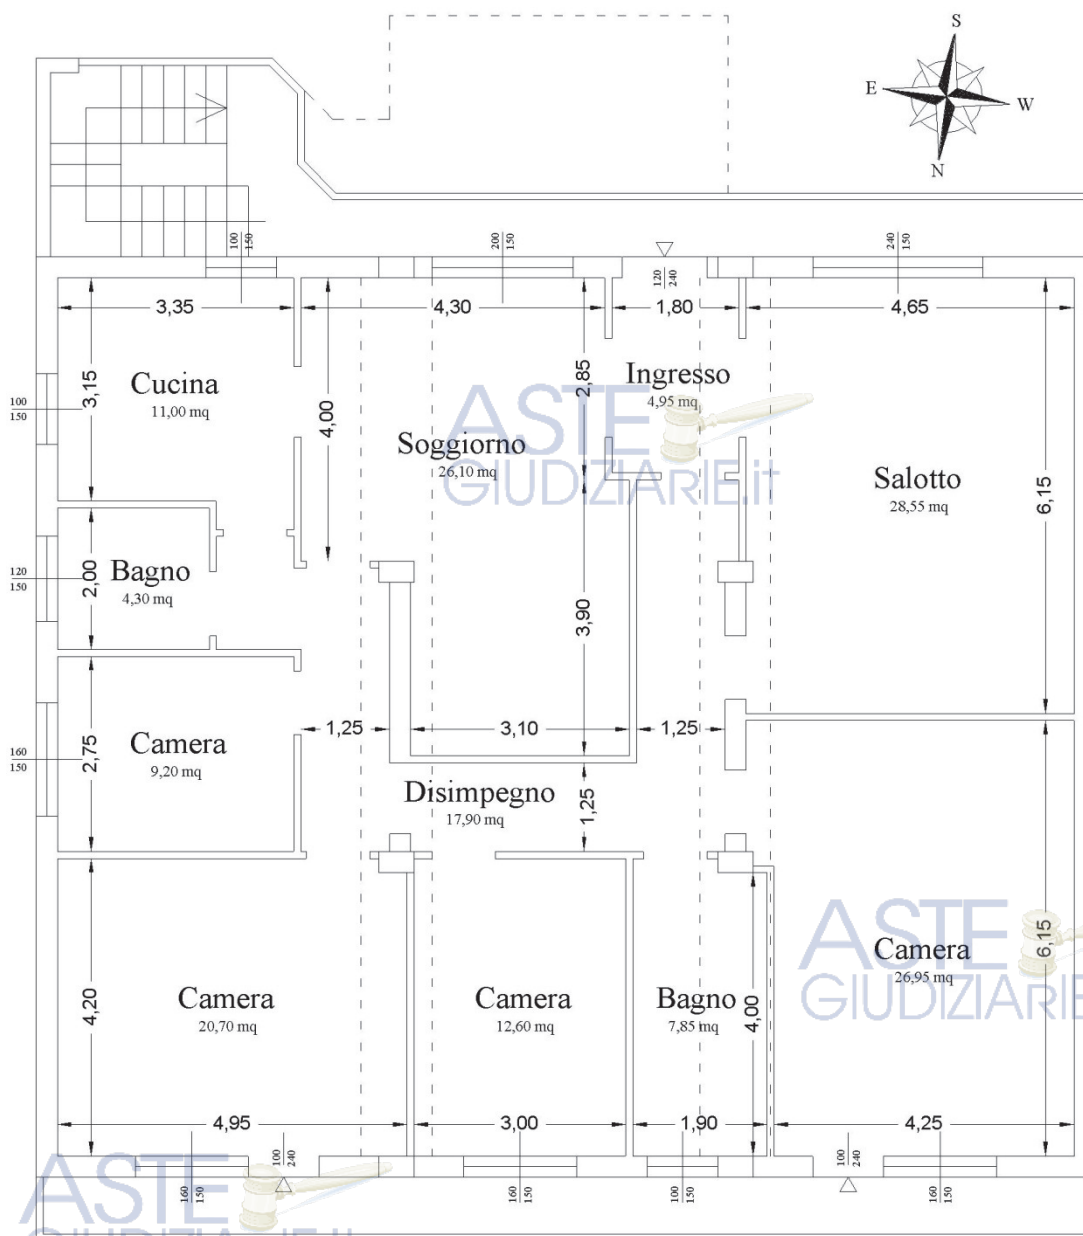 S
E
W
N
100
150
200
150
120
240
240
150
3,35
4,30
1,80
4,65
3,15
Cucina
11,00 mq
100
150
4,00
2,85
Ingresso
4,95 mq
ASTE
GIUDIZIARIE.it
Soggiorno
26,10 mq
Salotto
28,55 mq
6,15
120
150
2,00
Bagno
4,30 mq
3,90
160
150
2,75
Camera
9,20 mq
1,25
3,10
1,25
Disimpegno
17,90 mq
1,25
4,20
Camera
20,70 mq
Camera
12,60 mq
Bagno
7,85 mq
4,00
ASTE
GIUDIZIARIE
Camera
26,95 mq
6,15
4,95
3,00
1,90
4,25
160
150
100
240
160
150
100
150
100
240
160
150
ASTE
GIUDIZIARIE.it